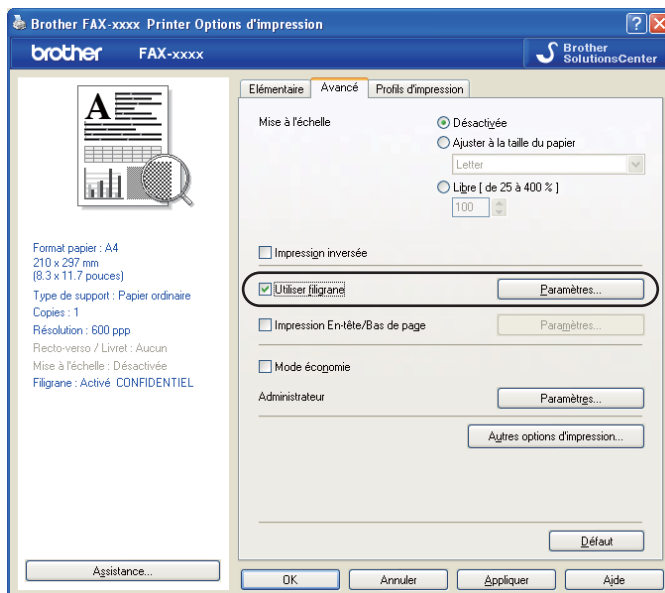 Brother FAX-xxxx Printer Options d'impression
brother FAX-xxxx
Brother
SolutionsCenter
Elémentaire Avancé Profils d'impression
A
Mise à l'échelle
Désactivée
Ajuster à la taille du papier
Letter
Libre [ de 25 à 400 % ]
100
Format papier : A4
210 x 297 mm
(8.3 x 11.7 pouces)
Type de support : Papier ordinaire
Copies : 1
Résolution : 600 ppp
Recto-verso / Livret : Aucun
Mise à l'échelle : Désactivée
Filigrane : Activé CONFIDENTIEL
Impression inversée
Utiliser filigrane Paramètres...
Impression En-tête/Bas de page Paramètres...
Mode économie
Administrateur Paramètres...
Autres options d'impression...
Défaut
Assistance...
OK Annuler Appliquer Aide